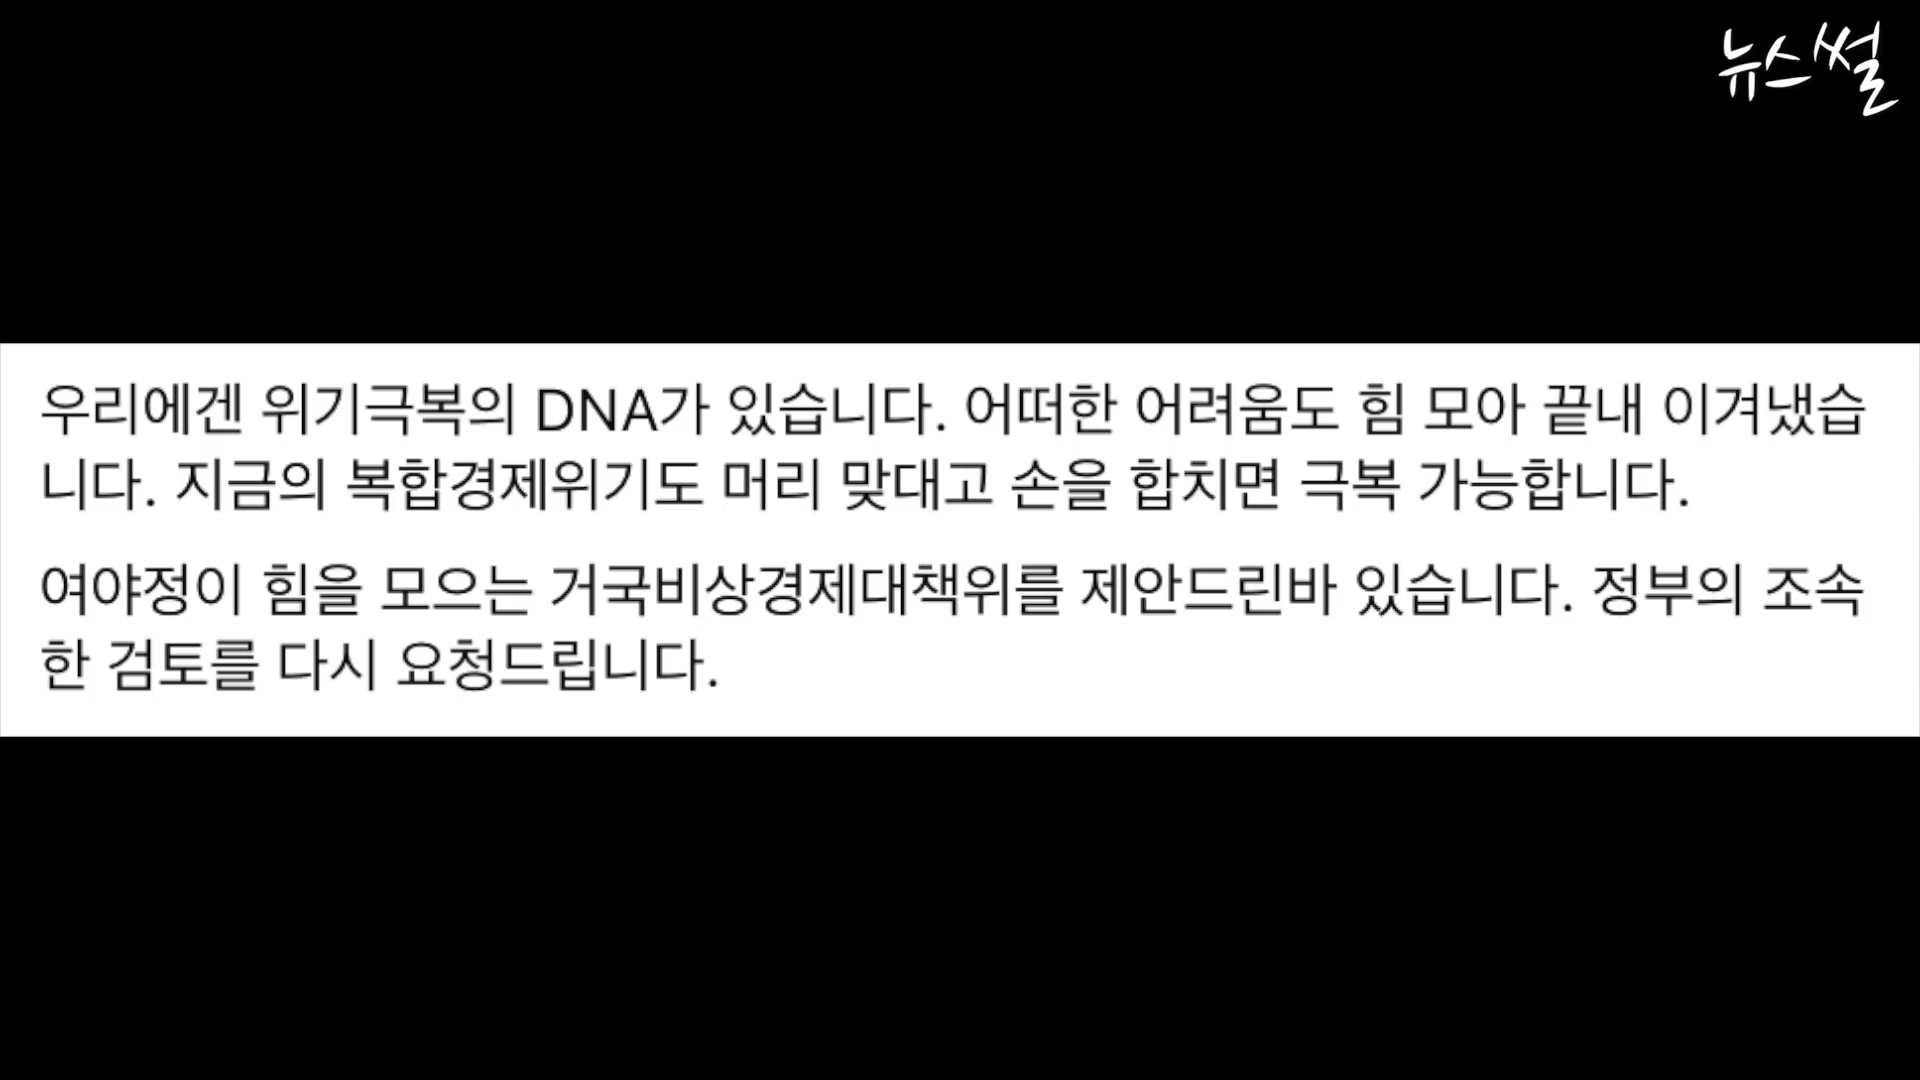 뉴스썰
우리에겐 위기극복의 DNA가 있습니다. 어떠한 어려움도 힘 모아 끝내 이겨냈습
니다. 지금의 복합경제위기도 머리 맞대고 손을 합치면 극복 가능합니다.
여야정이 힘을 모으는 거국비상경제대책위를 제안드린바 있습니다. 정부의 조속
한 검토를 다시 요청드립니다.